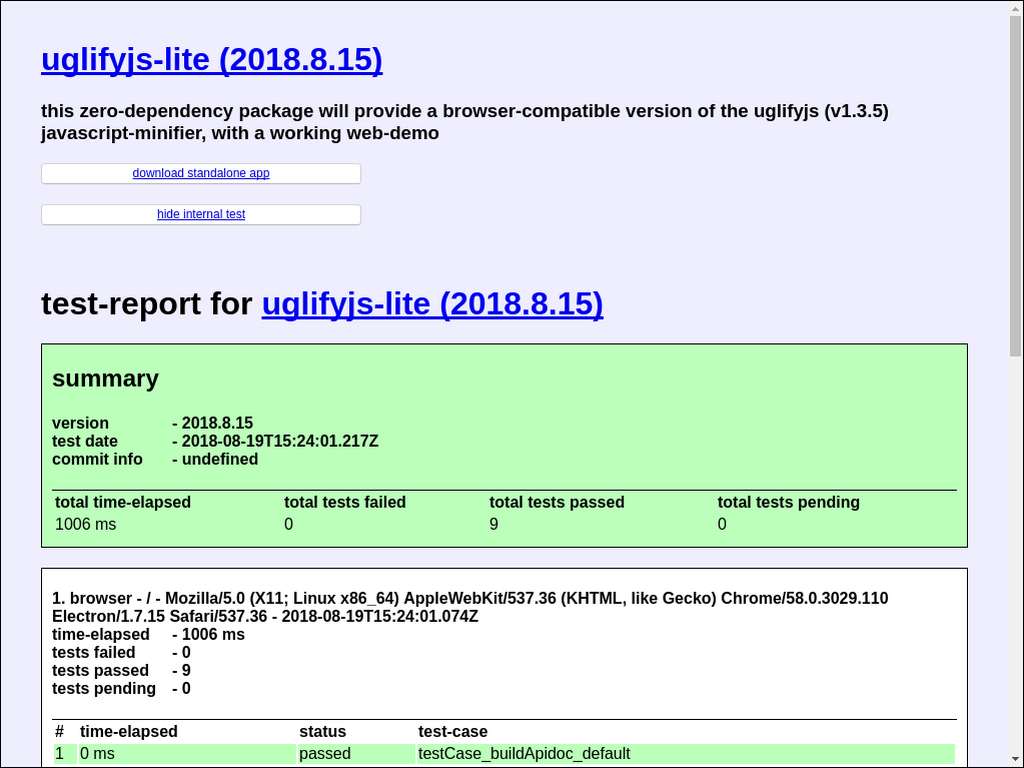 uglifyjs-lite (2018.8.15)
this zero-dependency package will provide a browser-compatible version of the uglifyjs (v1.3.5)
javascript-minifier, with a working web-demo
download standalone app
hide internal test
test-report for uglifyjs-lite (2018.8.15)
summary
version - 2018.8.15
test date - 2018-08-19T15:24:01.217Z
commit info - undefined
total time-elapsed total tests failed total tests passed total tests pending
1006 ms 0 9 0
1. browser - / - Mozilla/5.0 (X11; Linux x86_64) AppleWebKit/537.36 (KHTML, like Gecko) Chrome/58.0.3029.110
Electron/1.7.15 Safari/537.36 - 2018-08-19T15:24:01.074Z
time-elapsed - 1006 ms
tests failed - 0
tests passed - 9
tests pending - 0
# time-elapsed status test-case
1 0 ms passed testCase_buildApidoc_default